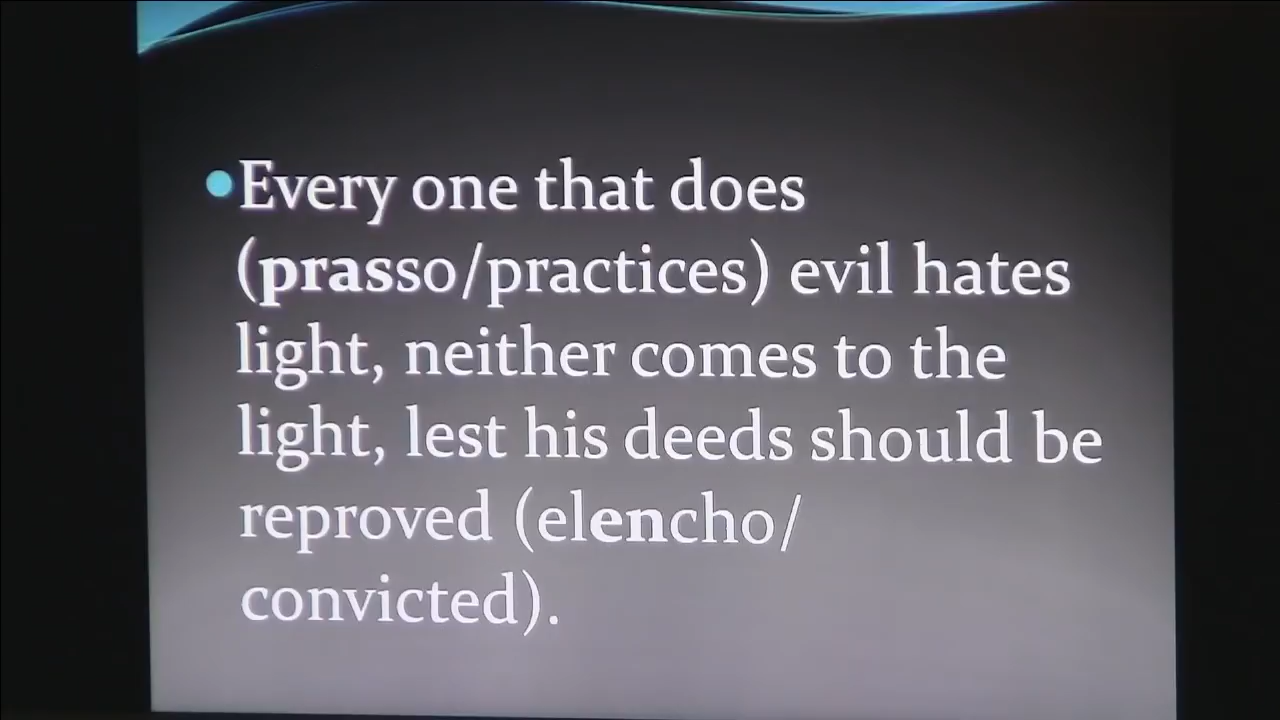 •Every one that does
(prasso/practices) evil hates
light, neither comes to the
light, lest his deeds should be
reproved (elencho/
convicted).